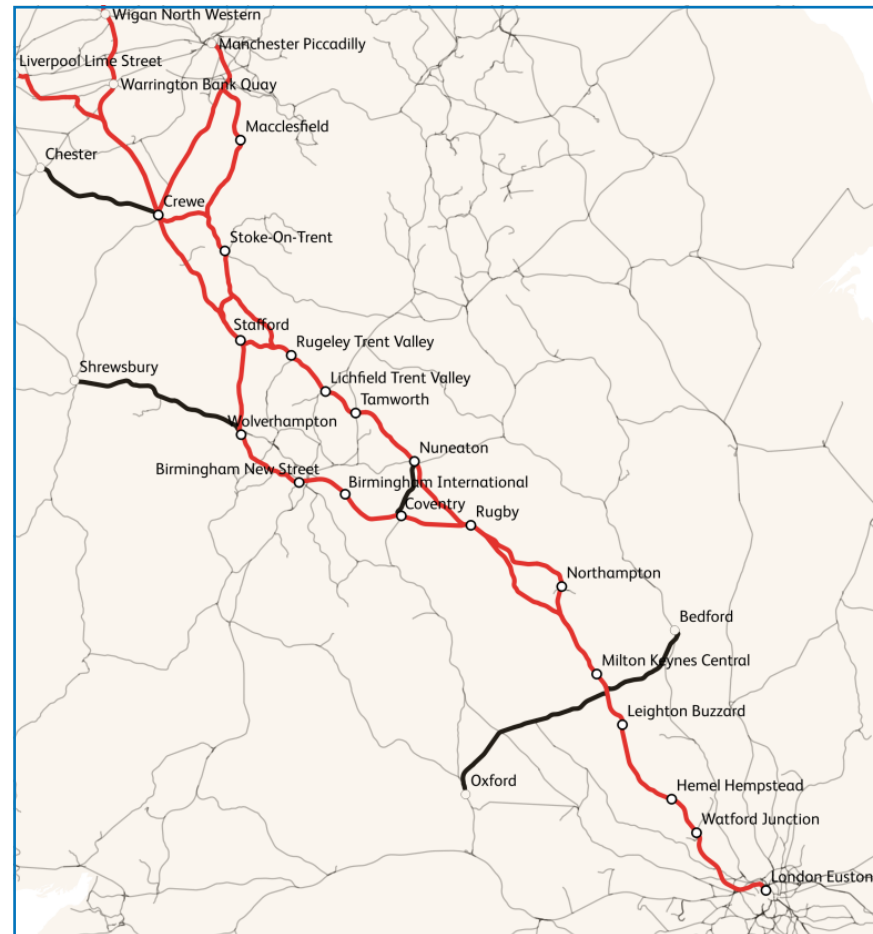 Wigan North Western
Manchester Piccadilly
Liverpool Lime Street
Warrington Bank Quay
Macclesfield
Chester
Crewe
Stoke-On-Trent
Stafford
Rugeley Trent Valley
Shrewsbury
Lichfield Trent Valley
Tamworth
Wolverhampton
Nuneaton
Birmingham New Street
Birmingham International
Coventry
Rugby
Northampton
Bedford
Milton Keynes Central
Leighton Buzzard
Oxford
Hemel Hempstead
Watford Junction
London Euston